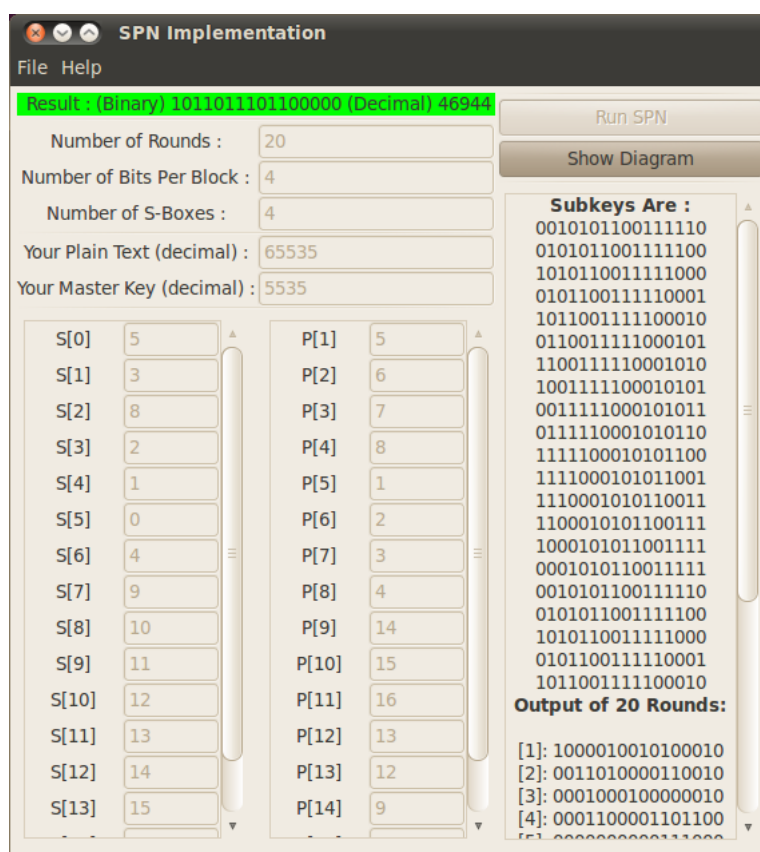 SPN Implementation
File Help
Result : (Binary) 1011011101100000 (Decimal) 46944
Number of Rounds : 20
Number of Bits Per Block : 4
Number of S-Boxes : 4
Your Plain Text (decimal) : 65535
Your Master Key (decimal) : 5535
S[0] 5
S[1] 3
S[2] 8
S[3] 2
S[4] 1
S[5] 0
S[6] 4
S[7] 9
S[8] 10
S[9] 11
S[10] 12
S[11] 13
S[12] 14
S[13] 15
P[1] 5
P[2] 6
P[3] 7
P[4] 8
P[5] 1
P[6] 2
P[7] 3
P[8] 4
P[9] 14
P[10] 15
P[11] 16
P[12] 13
P[13] 12
P[14] 9
Run SPN
Show Diagram
Subkeys Are :
0010101100111110
0101011001111100
1010110011111000
0101100111110001
1011001111100010
0110011111000101
1100111110001010
1001111100010101
0011111000101011
0111110001010110
1111100010101100
1111000101011001
1110001010110011
1100010101100111
1000101011001111
0001010110011111
0010101100111110
0101011001111100
1010110011111000
0101100111110001
1011001111100010
Output of 20 Rounds:
[1]: 1000010010100010
[2]: 0011010000110010
[3]: 0001000100000010
[4]: 0001100001101100